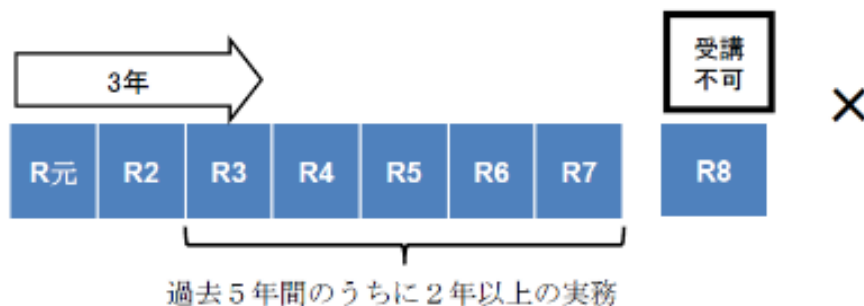 受講
不可
3年
×
R元 R2 R3 R4 R5 R6 R7 R8
過去５年間のうちに２年以上の実務